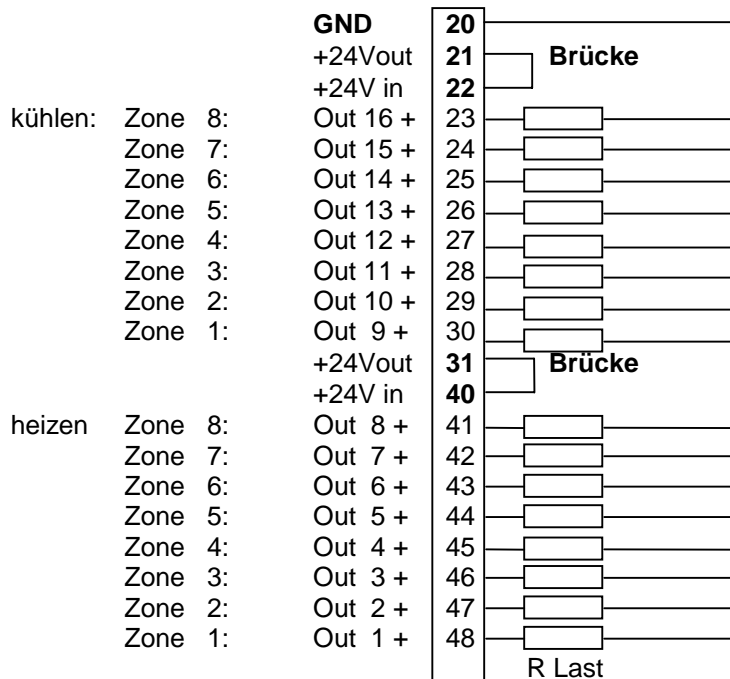 GND 20
+24Vout 21 Brücke
+24V in 22
kühlen: Zone 8: Out 16 + 23
Zone 7: Out 15 + 24
Zone 6: Out 14 + 25
Zone 5: Out 13 + 26
Zone 4: Out 12 + 27
Zone 3: Out 11 + 28
Zone 2: Out 10 + 29
Zone 1: Out 9 + 30
+24Vout 31 Brücke
+24V in 40
heizen Zone 8: Out 8 + 41
Zone 7: Out 7 + 42
Zone 6: Out 6 + 43
Zone 5: Out 5 + 44
Zone 4: Out 4 + 45
Zone 3: Out 3 + 46
Zone 2: Out 2 + 47
Zone 1: Out 1 + 48
R Last